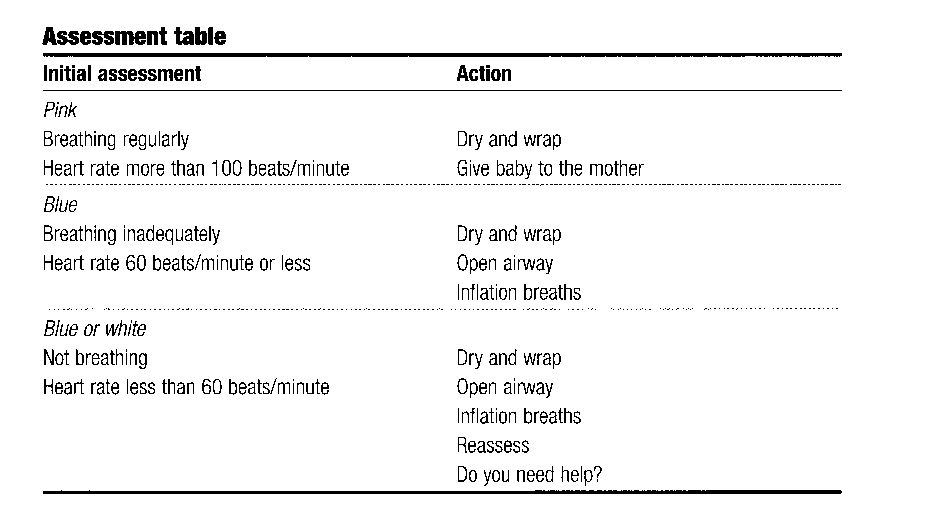 Assessment table
Initial assessment Action
Pink
Breathing regularly Dry and wrap
Heart rate more than 100 beats/minute Give baby to the mother
Blue
Breathing inadequately Dry and wrap
Heart rate 60 beats/minute or less Open airway
Inflation breaths
Blue or white
Not breathing Dry and wrap
Heart rate less than 60 beats/minute Open airway
Inflation breaths
Reassess
Do you need help?